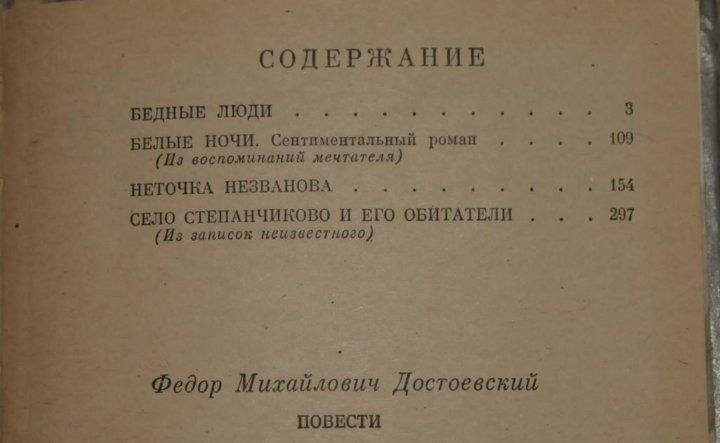 СОДЕРЖАНИЕ
БЕДНЫЕ ЛЮДИ . . . . . . . . . . . . 3
БЕЛЫЕ НОЧИ. Сентиментальный роман . . . . 109
(Из воспоминаний мечтателя)
НЕТОЧКА НЕЗВАНОВА . . . . . . . . . . 154
СЕЛО СТЕПАНЧИКОВО И ЕГО ОБИТАТЕЛИ . . . 297
(Из записок неизвестного)
Федор Михайлович Достоевский
ПОВЕСТИ